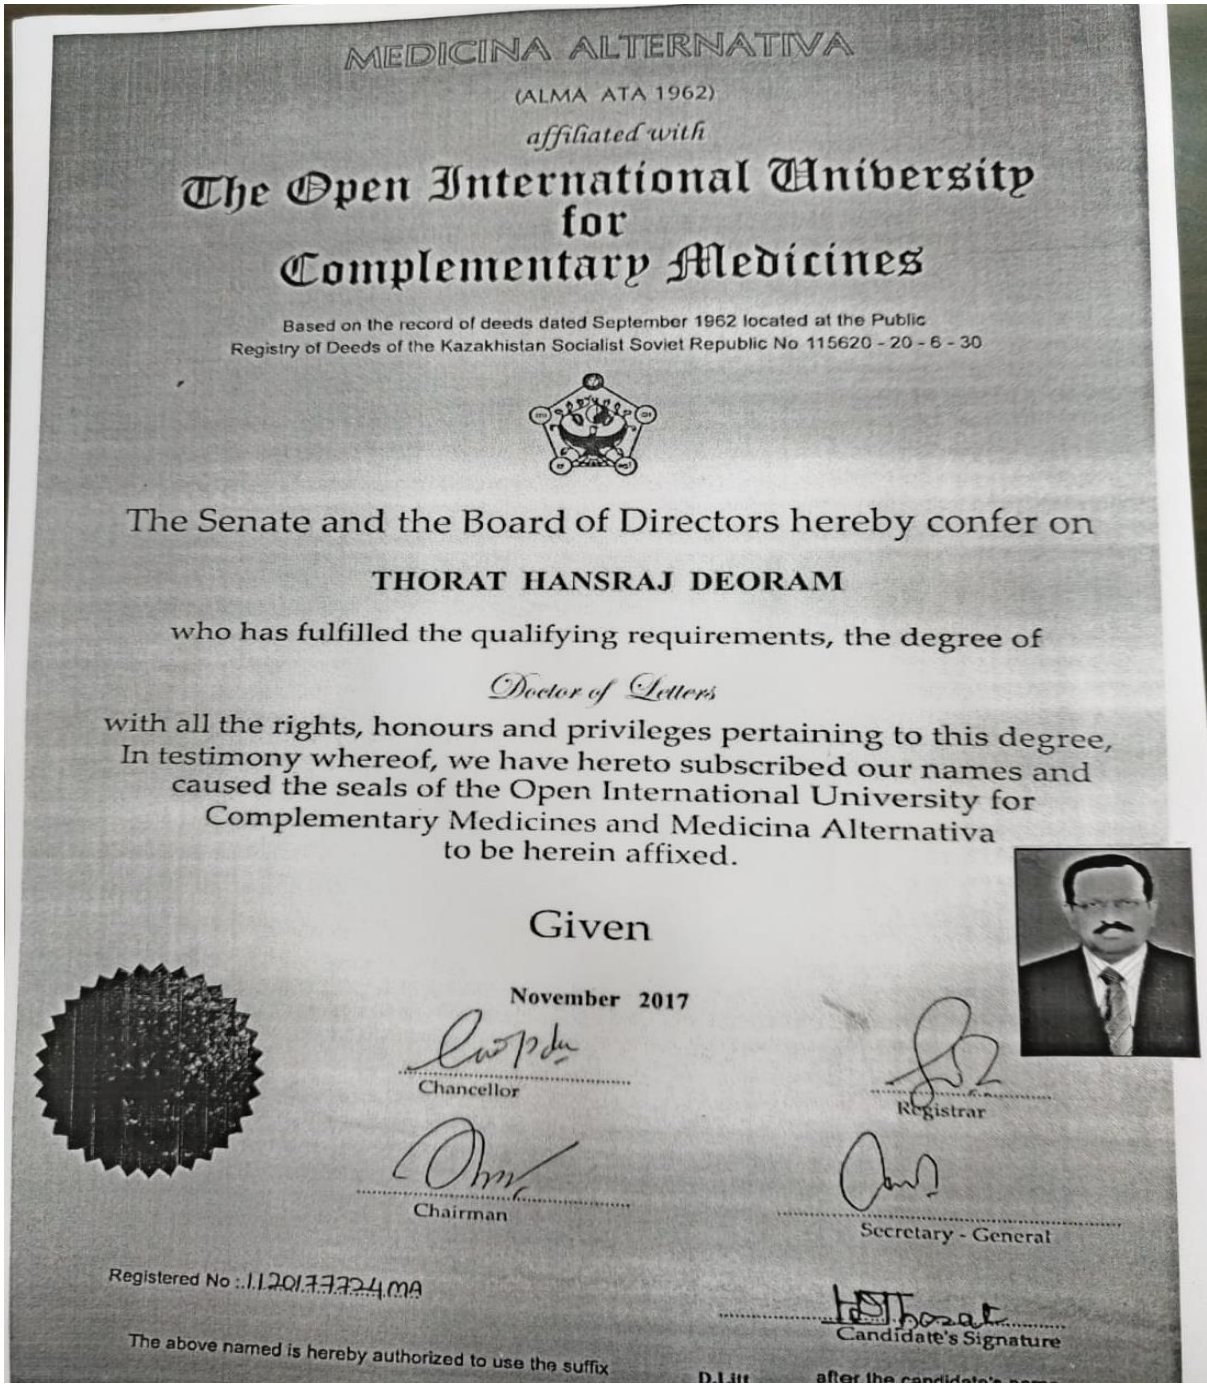 MEDICINA ALTERNATIVA
(ALMA ATA 1962)
affiliated with
The Open International University
for
Complementary Medicines
Based on the record of deeds dated September 1962 located at the Public
Registry of Deeds of the Kazakhistan Socialist Soviet Republic No 115620 - 20 - 6 - 30
The Senate and the Board of Directors hereby confer on
THORAT HANSRAJ DEORAM
who has fulfilled the qualifying requirements, the degree of
Doctor of Letters
with all the rights, honours and privileges pertaining to this degree,
In testimony whereof, we have hereto subscribed our names and
caused the seals of the Open International University for
Complementary Medicines and Medicina Alternativa
to be herein affixed.
Given
November 2017
Chancellor
Registrar
Chairman
Secretary - General
Registered No : 1120177724 MA
HDThorat
Candidate's Signature
The above named is hereby authorized to use the suffix D.Litt after the candidate's name